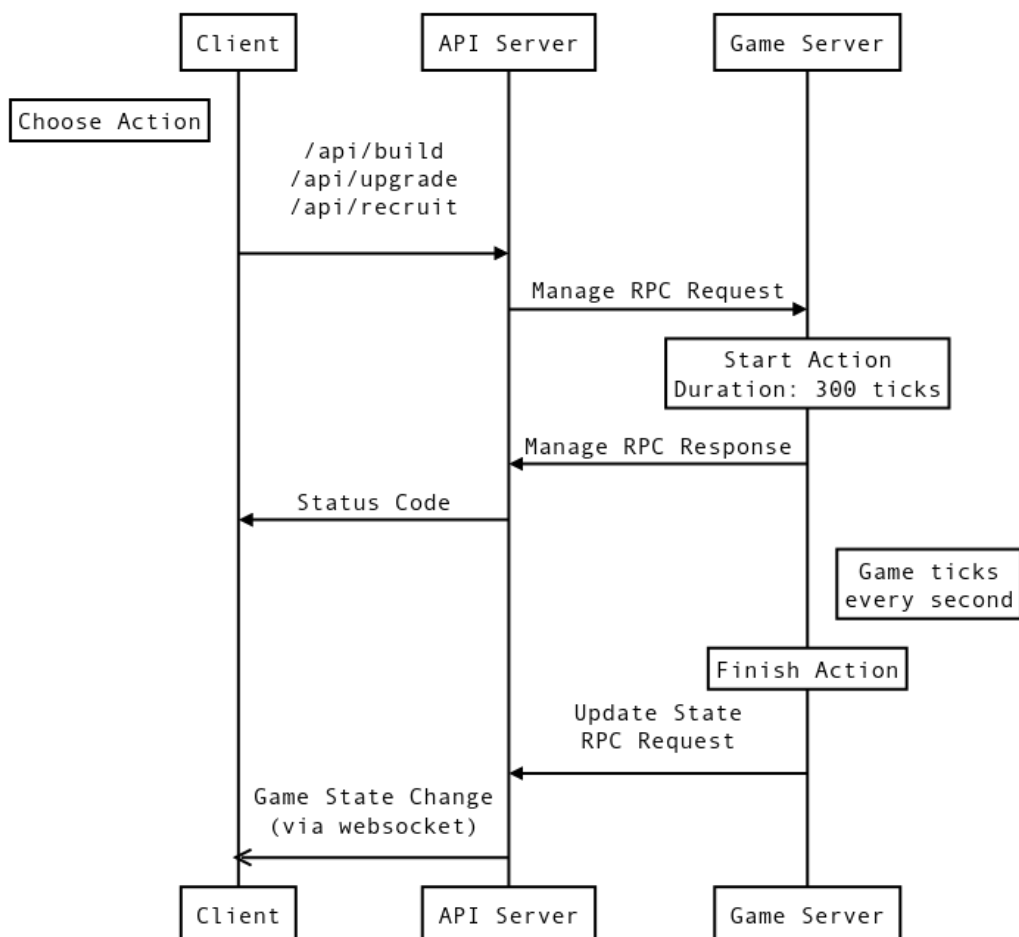 Client
API Server
Game Server
Choose Action
/api/build
/api/upgrade
/api/recruit
Manage RPC Request
Start Action
Duration: 300 ticks
Manage RPC Response
Status Code
Game ticks
every second
Finish Action
Update State
RPC Request
Game State Change
(via websocket)
Client
API Server
Game Server